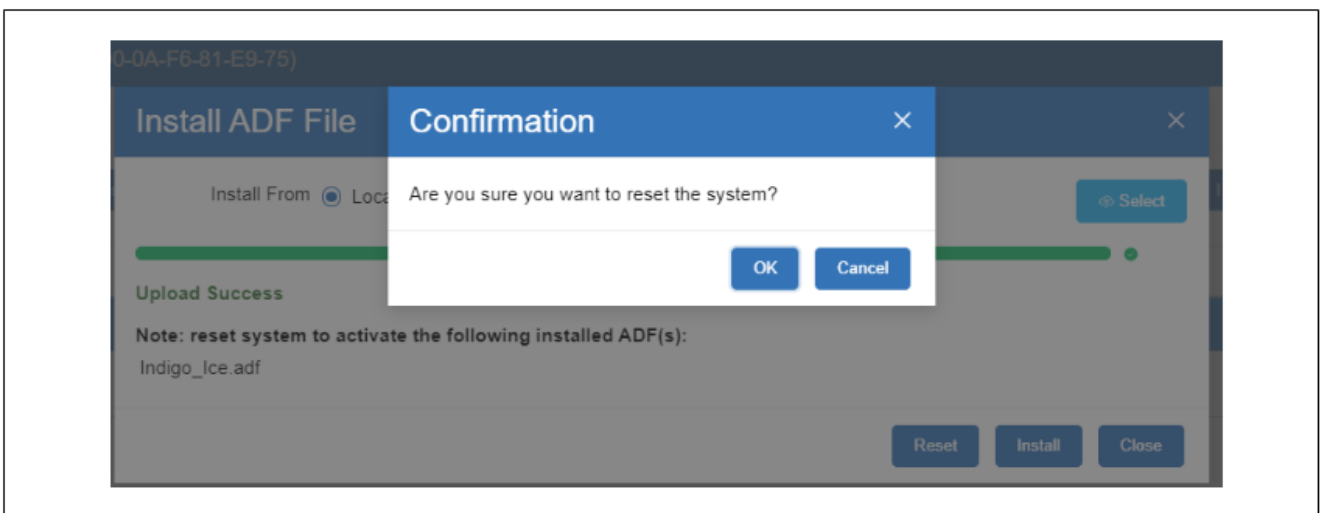 0-0A-F6-81-E9-75)
Install ADF File
Confirmation
Install From Loca
Are you sure you want to reset the system?
Select
OK Cancel
Upload Success
Note: reset system to activate the following installed ADF(s):
Indigo_Ice.adf
Reset Install Close